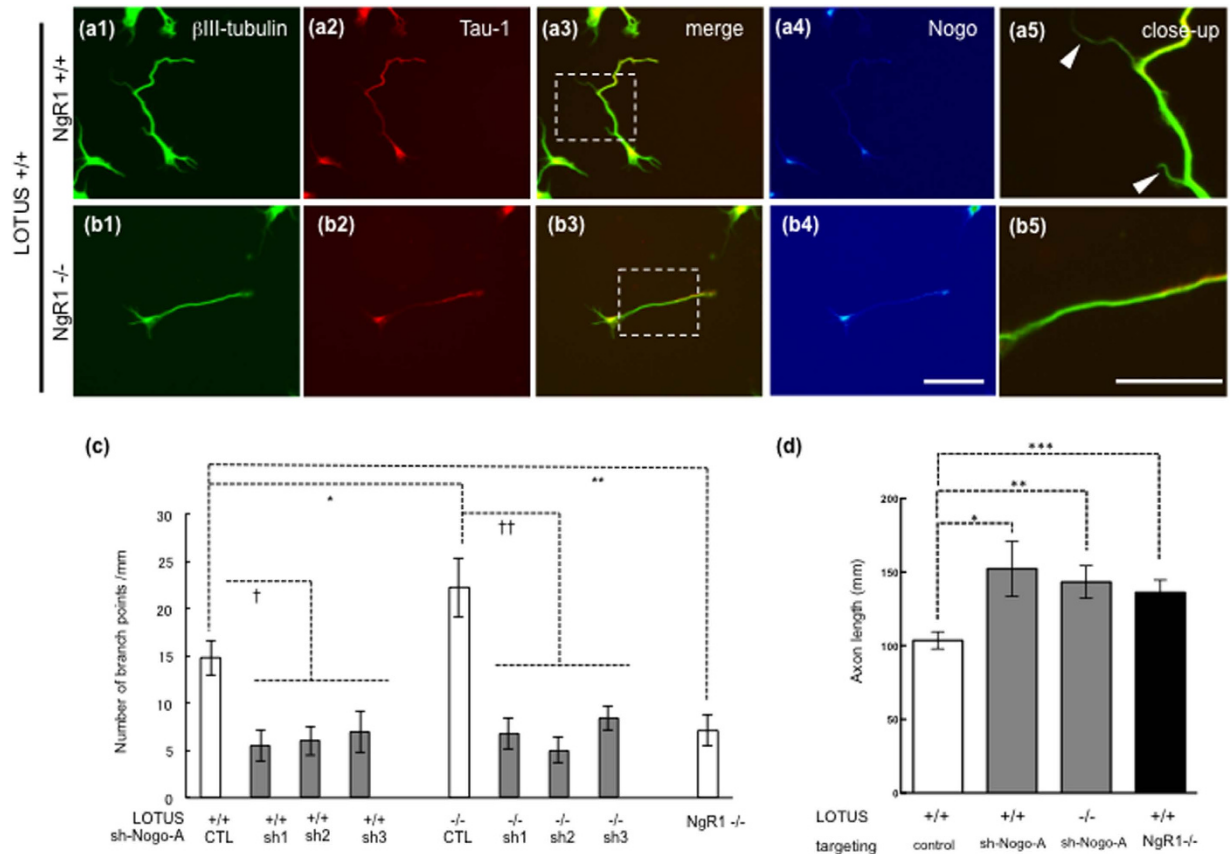 (a1) βIII-tubulin
(a2) Tau-1
(a3) merge
(a4) Nogo
(a5) close-up
NgR1 +/+
LOTUS +/+
(b1)
(b2)
(b3)
(b4)
(b5)
NgR1 -/-
(c)
* 
**
†
††
Number of branch points /mm
30
25
20
15
10
5
0
LOTUS +/+ +/+ +/+ +/+ -/- -/- -/- -/- NgR1 -/-
sh-Nogo-A CTL sh1 sh2 sh3 CTL sh1 sh2 sh3
(d)
***
**
*
Axon length (mm)
200
150
100
50
0
LOTUS +/+ +/+ -/- +/+
targeting control sh-Nogo-A sh-Nogo-A NgR1-/-